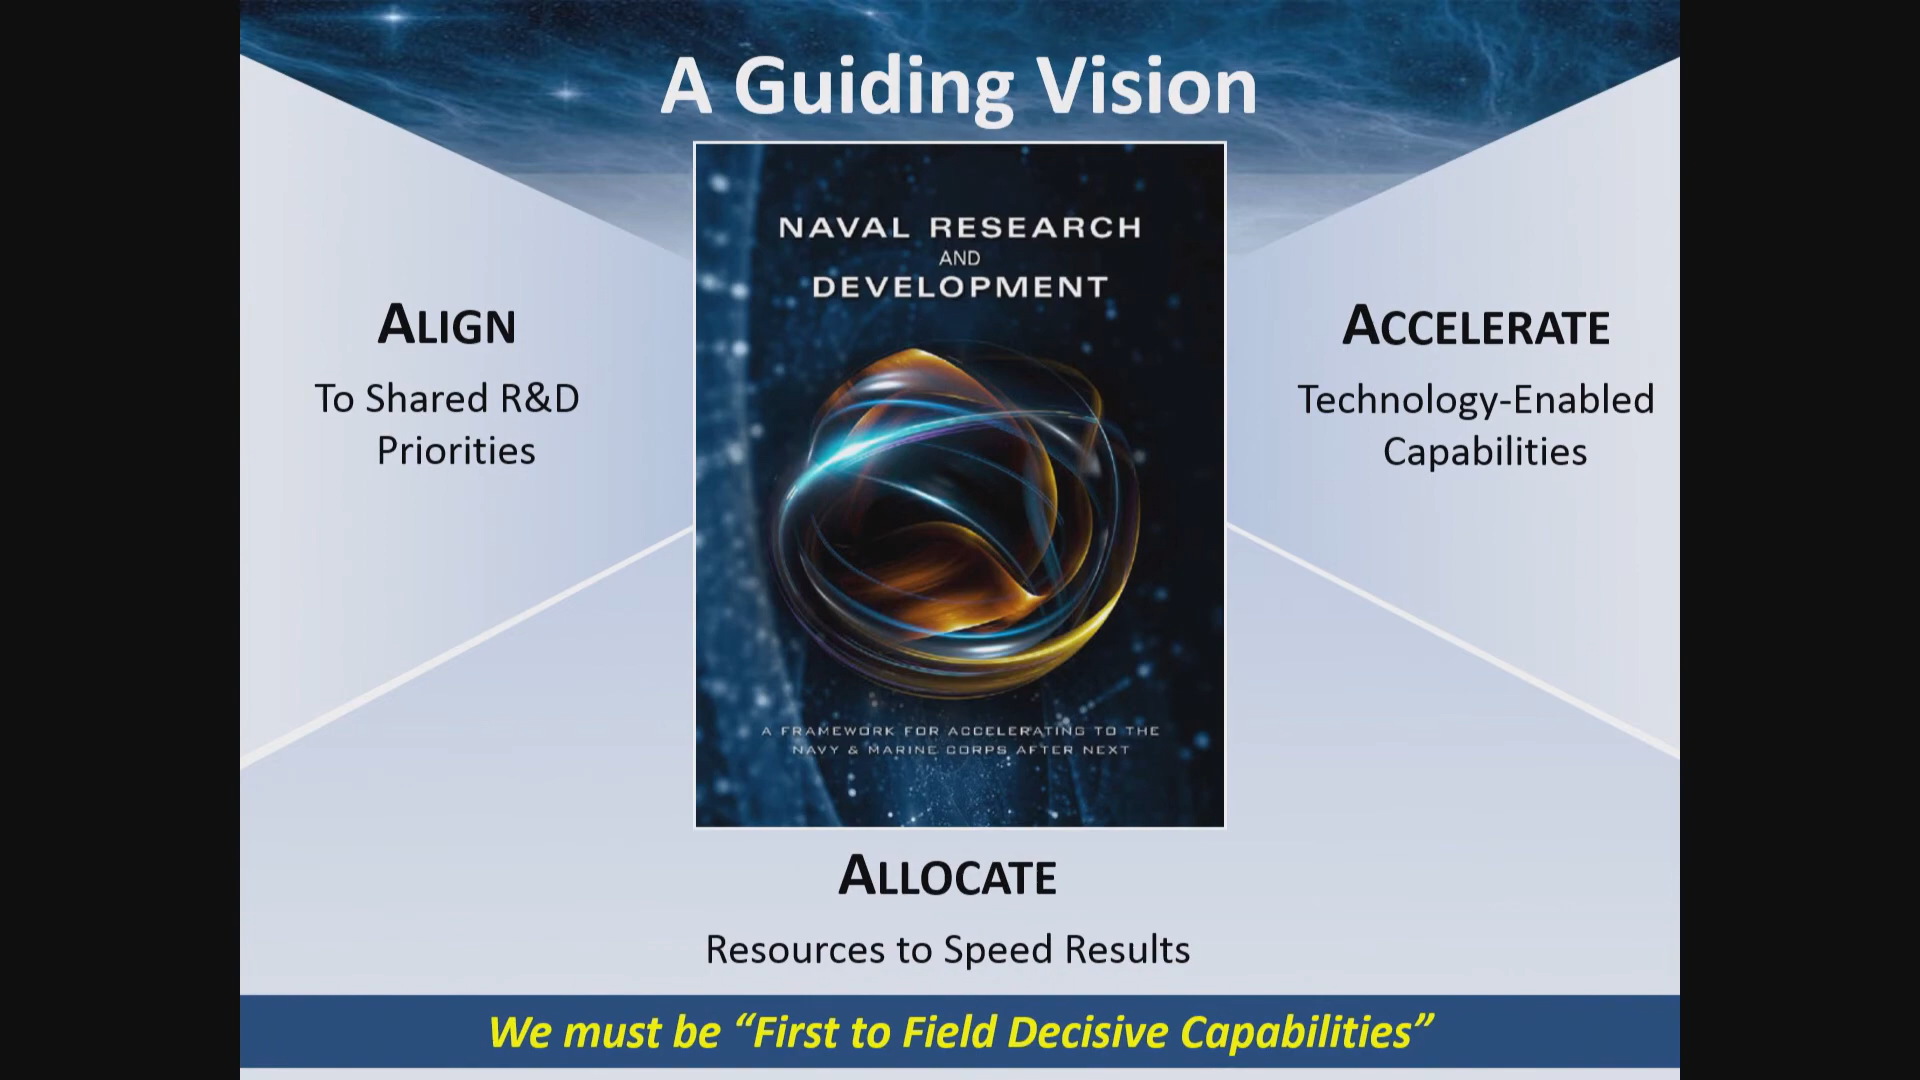 A Guiding Vision
NAVAL RESEARCH
AND
DEVELOPMENT
A FRAMEWORK FOR ACCELERATING TO THE
NAVY & MARINE CORPS AFTER NEXT
ALIGN
To Shared R&D
Priorities
ACCELERATE
Technology-Enabled
Capabilities
ALLOCATE
Resources to Speed Results
We must be “First to Field Decisive Capabilities”